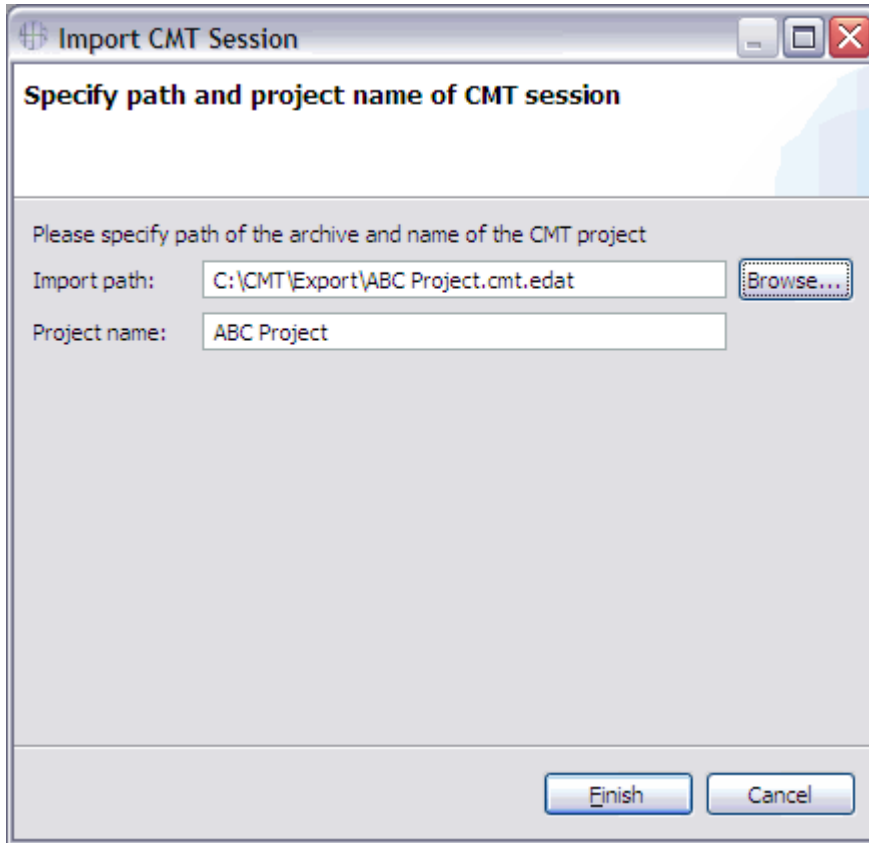 Import CMT Session
Specify path and project name of CMT session
Please specify path of the archive and name of the CMT project
Import path: C:\CMT\Export\ABC Project.cmt.edat Browse...
Project name: ABC Project
Finish Cancel